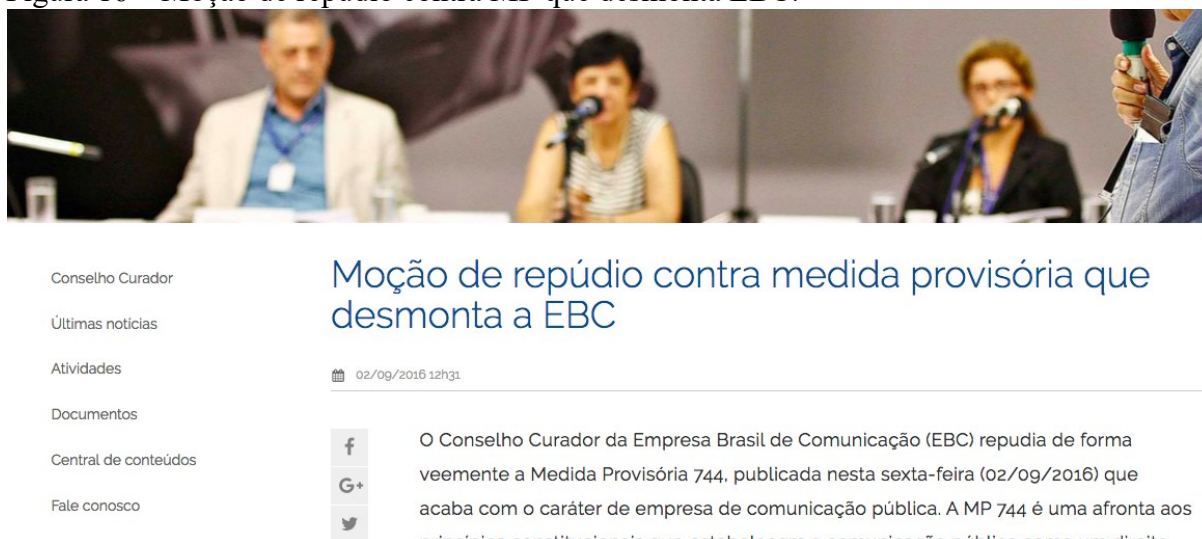 Conselho Curador
Últimas notícias
Atividades
Documentos
Central de conteúdos
Fale conosco
Moção de repúdio contra medida provisória que
desmonta a EBC
02/09/2016 12h31
O Conselho Curador da Empresa Brasil de Comunicação (EBC) repudia de forma
veemente a Medida Provisória 744, publicada nesta sexta-feira (02/09/2016) que
acaba com o caráter de empresa de comunicação pública. A MP 744 é uma afronta aos